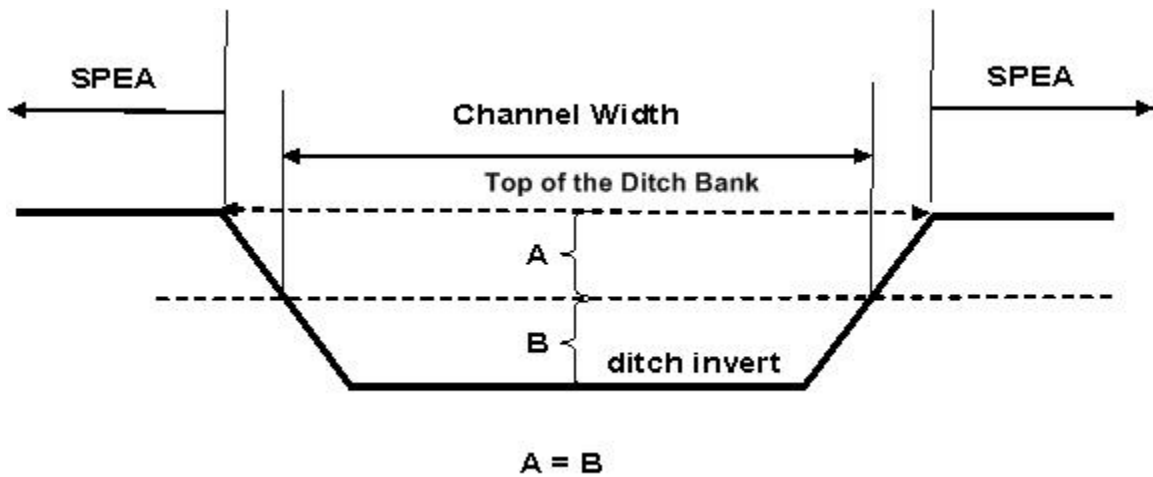 SPEA
SPEA
Channel Width
Top of the Ditch Bank
A
B
ditch invert
A = B